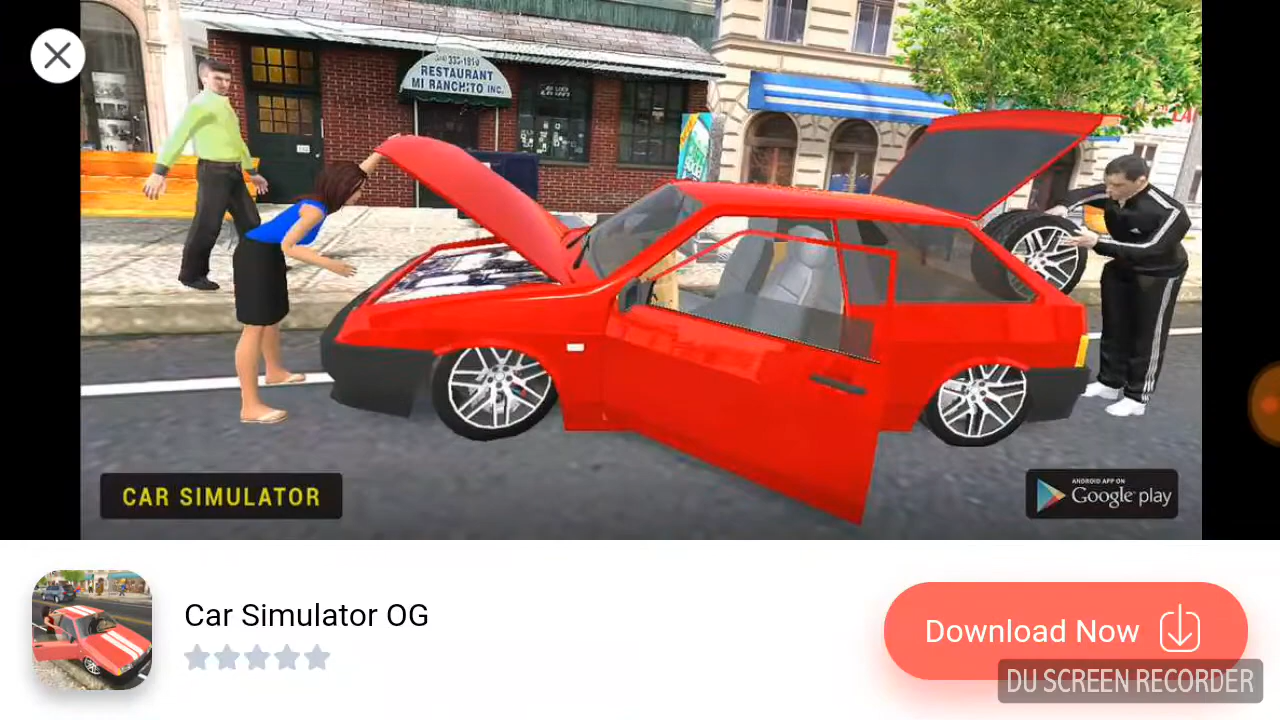 RESTAURANT
MI RANCHITO INC.
CAR SIMULATOR
ANDROID APP ON
Google play
Car Simulator OG
Download Now
DU SCREEN RECORDER